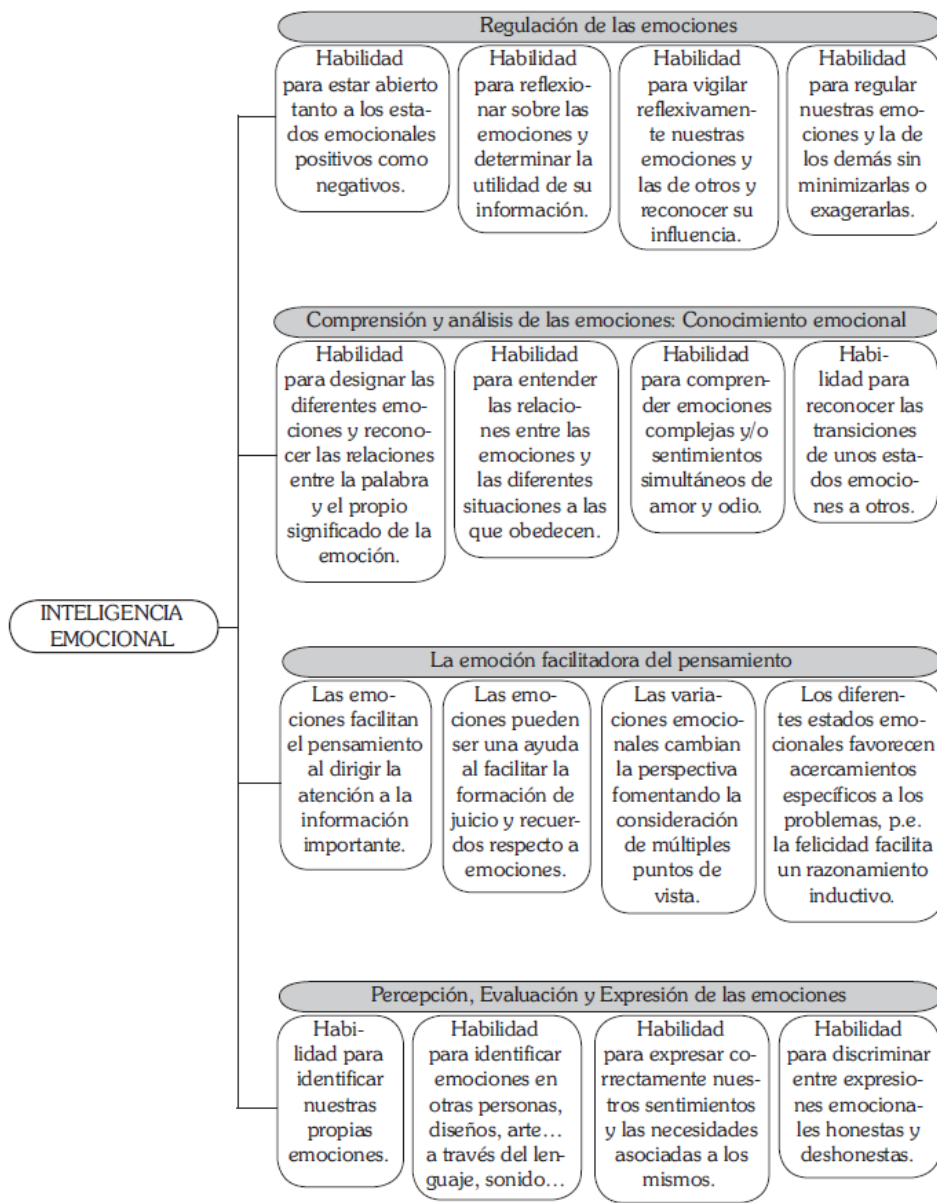 Regulación de las emociones
Habilidad
para estar abierto
tanto a los esta-
dos emocionales
positivos como
negativos.
Habilidad
para reflexio-
nar sobre las
emociones y
determinar la
utilidad de su
información.
Habilidad
para vigilar
reflexivamen-
te nuestras
emociones y
las de otros y
reconocer su
influencia.
Habilidad
para regular
nuestras emo-
ciones y la de
los demás sin
minimizarlas o
exagerarlas.
Comprensión y análisis de las emociones: Conocimiento emocional
Habilidad
para designar las
diferentes emo-
ciones y recono-
cer las relaciones
entre la palabra
y el propio
significado de la
emoción.
Habilidad
para entender
las relacio-
nes entre las
emociones y
las diferentes
situaciones a las
que obedecen.
Habilidad
para compren-
der emociones
complejas y/o
sentimientos
simultáneos de
amor y odio.
Habi-
lidad para
reconocer las
transiciones
de unos esta-
dos emocio-
nes a otros.
INTELIGENCIA
EMOCIONAL
La emoción facilitadora del pensamiento
Las emo-
ciones facilitan
el pensamiento
al dirigir la
atención a la
información
importante.
Las emo-
ciones pueden
ser una ayuda
al facilitar la
formación de
juicio y recuer-
dos respecto a
emociones.
Las varia-
ciones emocio-
nales cambian
la perspectiva
fomentando la
consideración
de múltiples
puntos de
vista.
Los diferen-
tes estados emo-
cionales favorecen
acercamientos
específicos a los
problemas, p.e.
la felicidad facilita
un razonamiento
inductivo.
Percepción, Evaluación y Expresión de las emociones
Habi-
lidad para
identificar
nuestras
propias
emociones.
Habilidad
para identificar
emociones en
otras personas,
diseños, arte…
a través del len-
guaje, sonido…
Habilidad
para expresar co-
rrectamente nues-
tros sentimientos
y las necesidades
asociadas a los
mismos.
Habilidad
para discriminar
entre expresio-
nes emociona-
les honestas y
deshonestas.